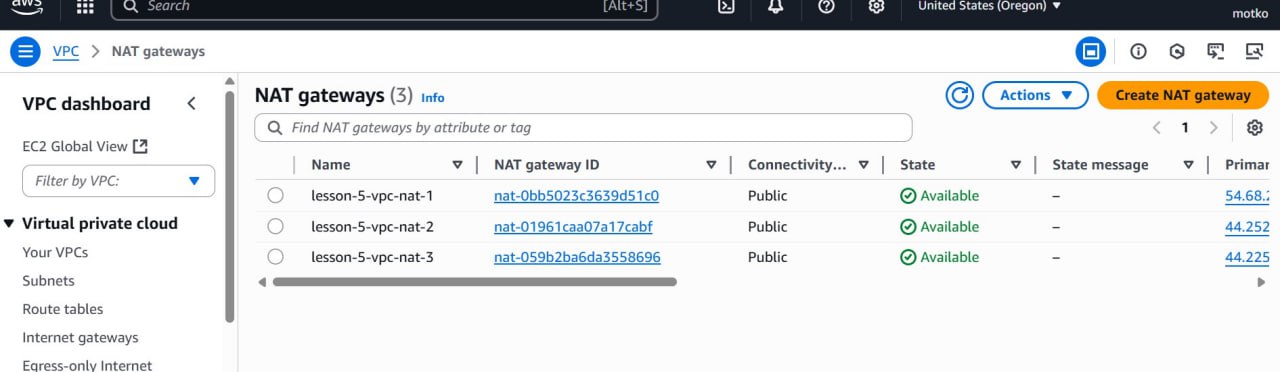 aws
Search
[Alt+S]
United States (Oregon)
motko
VPC > NAT gateways
VPC dashboard
EC2 Global View
Filter by VPC:
Virtual private cloud
Your VPCs
Subnets
Route tables
Internet gateways
Egress-only Internet
NAT gateways (3) Info
Actions
Create NAT gateway
Find NAT gateways by attribute or tag
1
Name NAT gateway ID Connectivity... State State message Primar
lesson-5-vpc-nat-1 nat-0bb5023c3639d51c0 Public Available – 54.68.2
lesson-5-vpc-nat-2 nat-01961caa07a17cabf Public Available – 44.252
lesson-5-vpc-nat-3 nat-059b2ba6da3558696 Public Available – 44.225